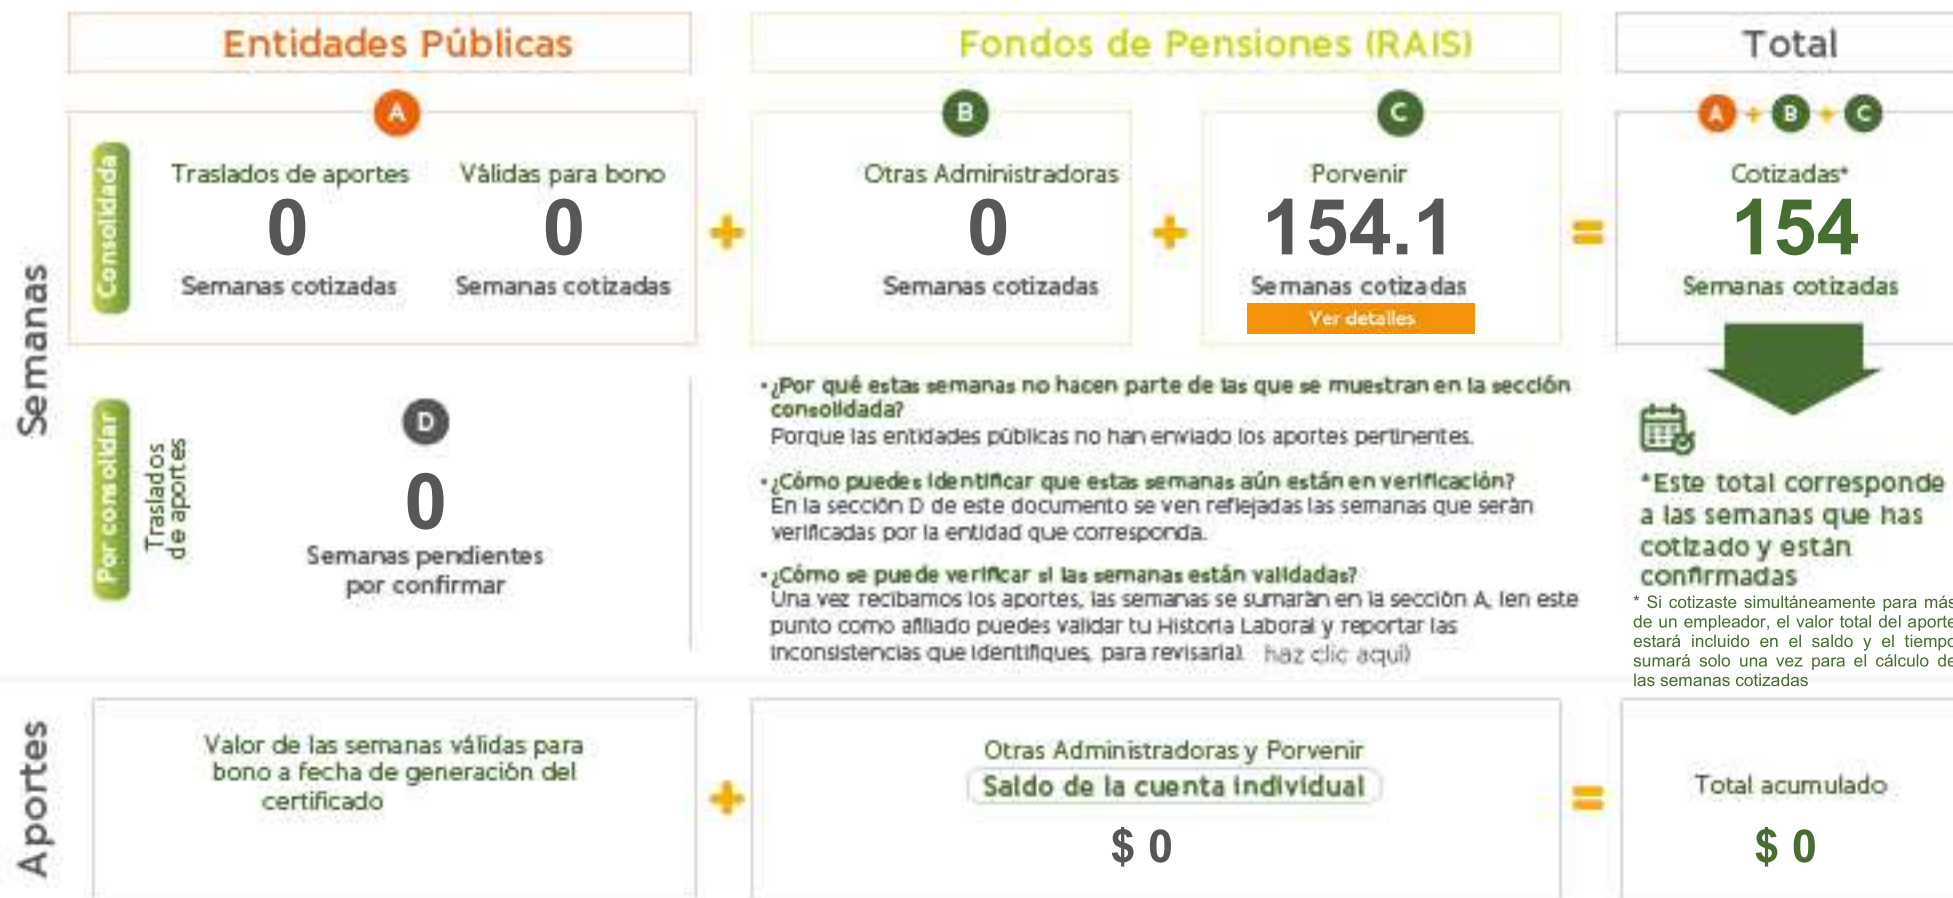 Entidades Públicas
Fondos de Pensiones (RAIS)
Total
Semanas
Consolidada
A
Traslados de aportes
0
Semanas cotizadas
Válidas para bono
0
Semanas cotizadas
+
B
Otras Administradoras
0
Semanas cotizadas
+
C
Porvenir
154.1
Semanas cotizadas
Ver detalles
=
A + B + C
Cotizadas*
154
Semanas cotizadas
Por consolidar
Traslados
de aportes
D
0
Semanas pendientes
por confirmar
• ¿Por qué estas semanas no hacen parte de las que se muestran en la sección
consolidada?
Porque las entidades públicas no han enviado los aportes pertinentes.
• ¿Cómo puedes identificar que estas semanas aún están en verificación?
En la sección D de este documento se ven reflejadas las semanas que serán
verificadas por la entidad que corresponda.
• ¿Cómo se puede verificar si las semanas están validadas?
Una vez recibamos los aportes, las semanas se sumarán en la sección A, (en este
punto como afiliado puedes validar tu Historia Laboral y reportar las
inconsistencias que identifiques, para revisarla). haz clic aquí)
*Este total corresponde
a las semanas que has
cotizado y están
confirmadas
* Si cotizaste simultáneamente para más
de un empleador, el valor total del aporte
estará incluido en el saldo y el tiempo
sumará solo una vez para el cálculo de
las semanas cotizadas
Aportes
Valor de las semanas válidas para
bono a fecha de generación del
certificado
+
Otras Administradoras y Porvenir
Saldo de la cuenta individual
$ 0
=
Total acumulado
$ 0